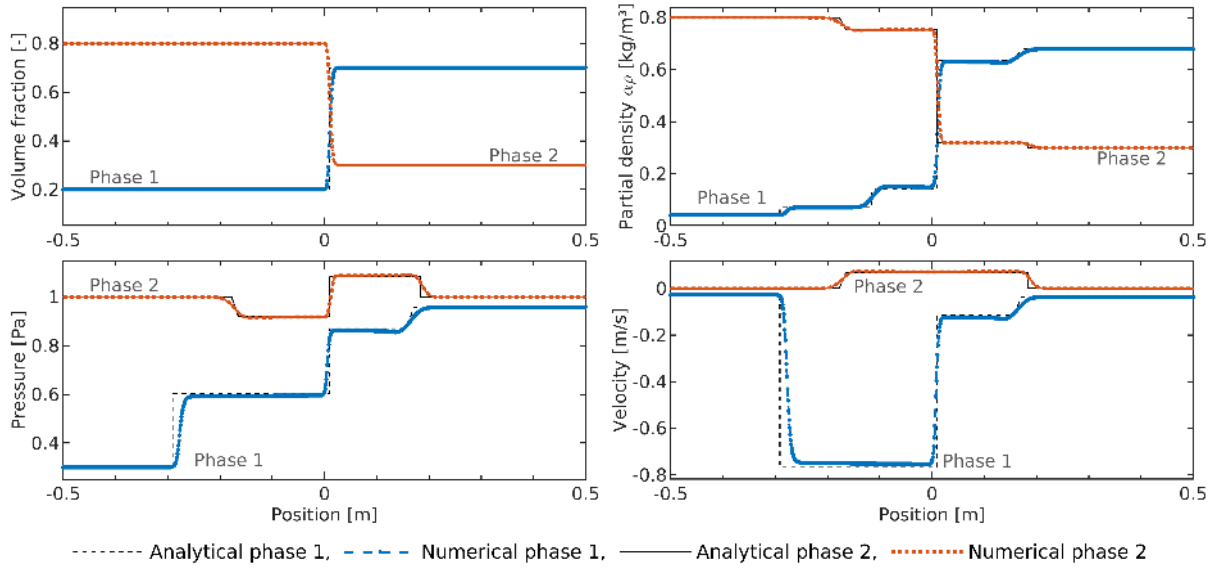 Volume fraction [-]
0.8
0.6
0.4
0.2
Phase 1
Phase 2
-0.5
0
0.5
Partial density αρ [kg/m³]
0.8
0.6
0.4
0.2
0
Phase 1
Phase 2
-0.5
0
0.5
Pressure [Pa]
1
0.8
0.6
0.4
Phase 2
Phase 1
-0.5
0
0.5
Position [m]
Velocity [m/s]
0
-0.2
-0.4
-0.6
-0.8
Phase 2
Phase 1
-0.5
0
0.5
Position [m]
Analytical phase 1, Numerical phase 1, Analytical phase 2, Numerical phase 2